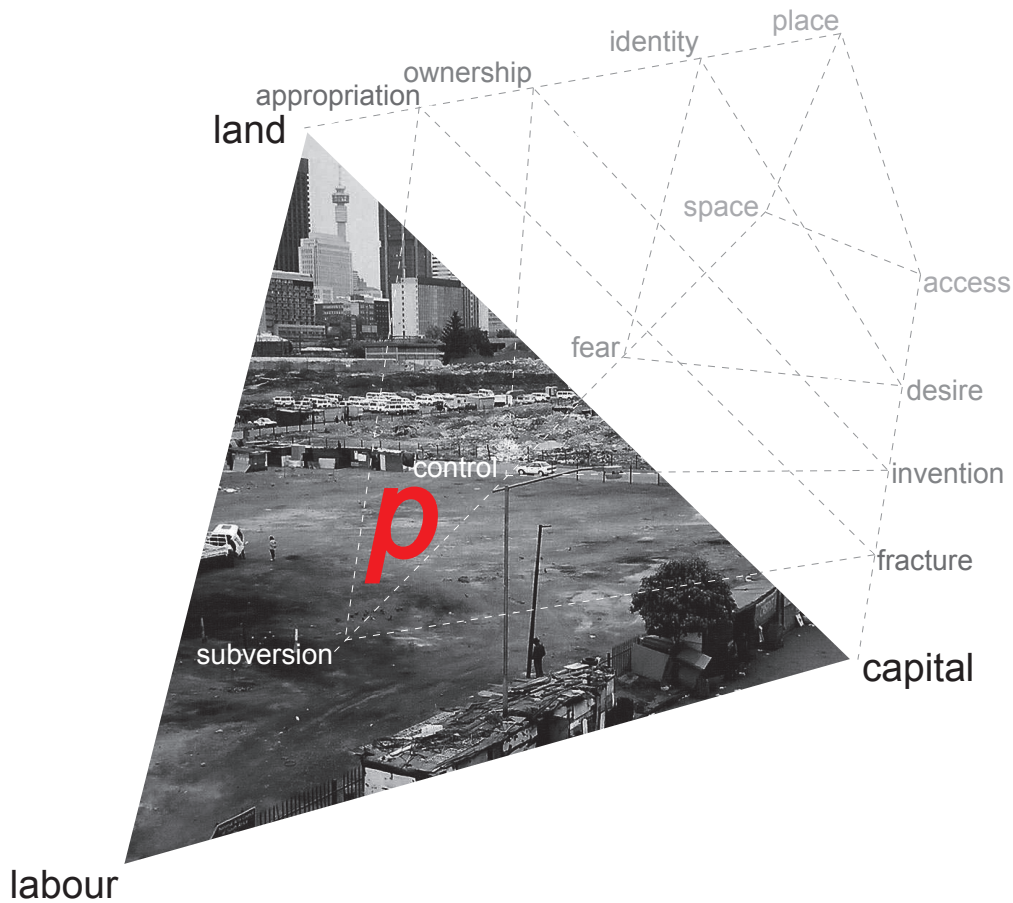 place
identity
ownership
appropriation
land
space
access
fear
desire
control
invention
p
fracture
subversion
capital
labour